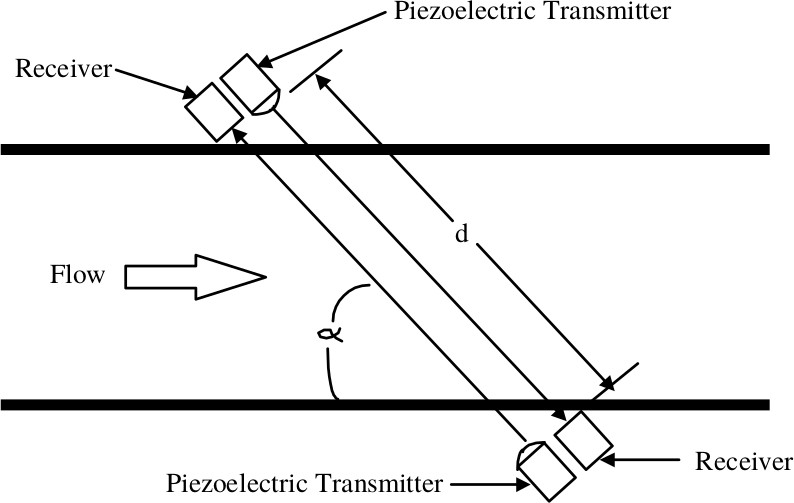 Piezoelectric Transmitter
Receiver
d
Flow
α
Piezoelectric Transmitter
Receiver